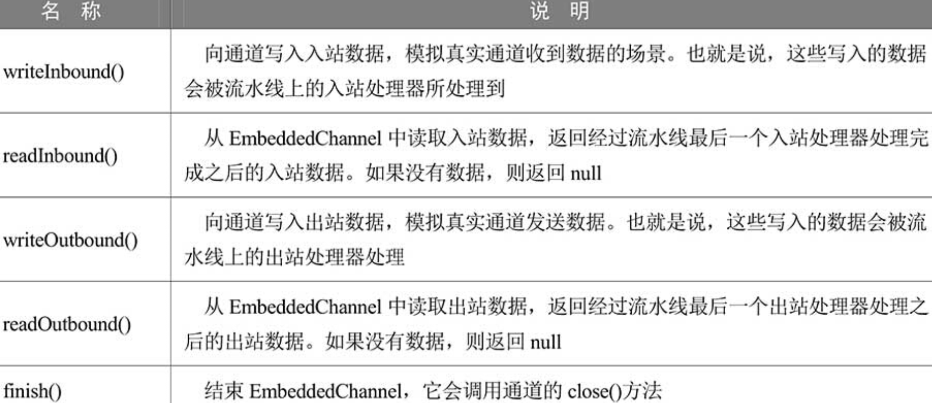 名 称 说 明
writeInbound() 向通道写入入站数据，模拟真实通道收到数据的场景。也就是说，这些写入的数据
会被流水线上的入站处理器所处理到
readInbound() 从 EmbeddedChannel 中读取入站数据，返回经过流水线最后一个入站处理器处理完
成之后的入站数据。如果没有数据，则返回 null
writeOutbound() 向通道写入出站数据，模拟真实通道发送数据。也就是说，这些写入的数据会被流
水线上的出站处理器处理
readOutbound() 从 EmbeddedChannel 中读取出站数据，返回经过流水线最后一个出站处理器处理之
后的出站数据。如果没有数据，则返回 null
finish() 结束 EmbeddedChannel，它会调用通道的 close()方法